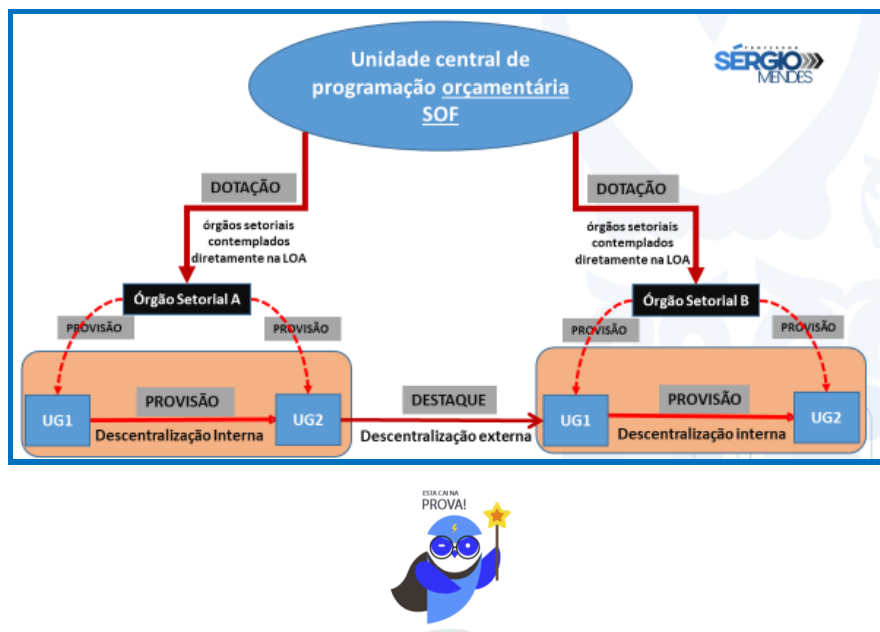 Unidade central de
programação orçamentária
SOF
PROFESSOR
SÉRGIO
MENDES
DOTAÇÃO
órgãos setoriais
contemplados
diretamente na LOA
DOTAÇÃO
órgãos setoriais
contemplados
diretamente na LOA
Órgão Setorial A
Órgão Setorial B
PROVISÃO
PROVISÃO
PROVISÃO
PROVISÃO
UG1
PROVISÃO
Descentralização Interna
UG2
DESTAQUE
Descentralização externa
UG1
PROVISÃO
Descentralização interna
UG2
ESTA CAI NA
PROVA!